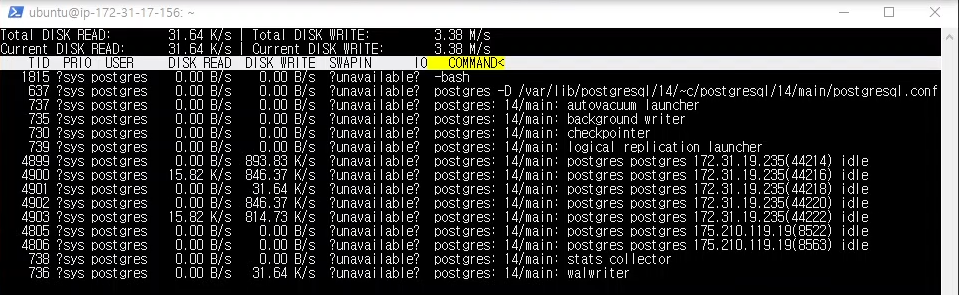 ubuntu@ip-172-31-17-156: ~
Total DISK READ: 31.64 K/s | Total DISK WRITE: 3.38 M/s
Current DISK READ: 31.64 K/s | Current DISK WRITE: 3.38 M/s
TID PRIO USER DISK READ DISK WRITE SWAPIN IO COMMAND<
1815 ?sys postgres 0.00 B/s 0.00 B/s ?unavailable? -bash
637 ?sys postgres 0.00 B/s 0.00 B/s ?unavailable? postgres -D /var/lib/postgresql/14/~c/postgresql/14/main/postgresql.conf
737 ?sys postgres 0.00 B/s 0.00 B/s ?unavailable? postgres: 14/main: autovacuum launcher
735 ?sys postgres 0.00 B/s 0.00 B/s ?unavailable? postgres: 14/main: background writer
730 ?sys postgres 0.00 B/s 0.00 B/s ?unavailable? postgres: 14/main: checkpointer
739 ?sys postgres 0.00 B/s 0.00 B/s ?unavailable? postgres: 14/main: logical replication launcher
4899 ?sys postgres 0.00 B/s 893.83 K/s ?unavailable? postgres: 14/main: postgres postgres 172.31.19.235(44214) idle
4900 ?sys postgres 15.82 K/s 846.37 K/s ?unavailable? postgres: 14/main: postgres postgres 172.31.19.235(44216) idle
4901 ?sys postgres 0.00 B/s 31.64 K/s ?unavailable? postgres: 14/main: postgres postgres 172.31.19.235(44218) idle
4902 ?sys postgres 0.00 B/s 846.37 K/s ?unavailable? postgres: 14/main: postgres postgres 172.31.19.235(44220) idle
4903 ?sys postgres 15.82 K/s 814.73 K/s ?unavailable? postgres: 14/main: postgres postgres 172.31.19.235(44222) idle
4805 ?sys postgres 0.00 B/s 0.00 B/s ?unavailable? postgres: 14/main: postgres postgres 175.210.119.19(8522) idle
4806 ?sys postgres 0.00 B/s 0.00 B/s ?unavailable? postgres: 14/main: postgres postgres 175.210.119.19(8563) idle
738 ?sys postgres 0.00 B/s 0.00 B/s ?unavailable? postgres: 14/main: stats collector
736 ?sys postgres 0.00 B/s 31.64 K/s ?unavailable? postgres: 14/main: walwriter